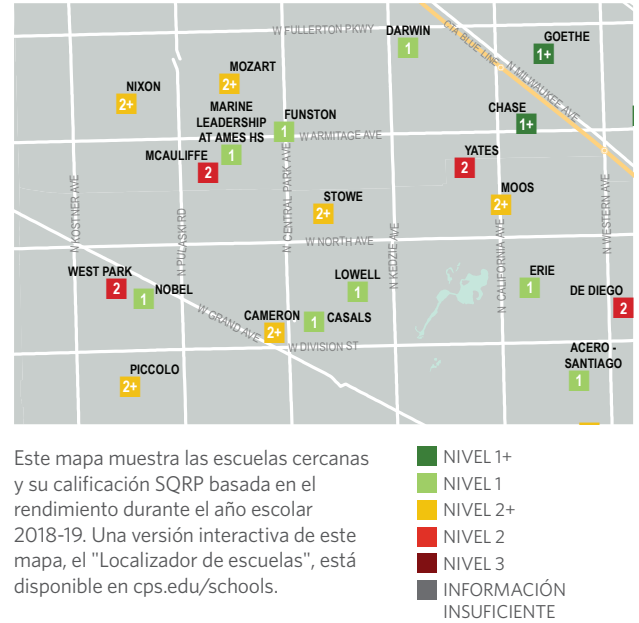 W FULLERTON PKWY
DARWIN
1
CTA BLUE LINE
GOETHE
1+
N MILWAUKEE AVE
MOZART
2+
NIXON
2+
MARINE
LEADERSHIP
AT AMES HS
1
FUNSTON
1
W ARMITAGE AVE
CHASE
1+
MCAULIFFE
2
YATES
2
MOOS
2+
STOWE
2+
N KOSTNER AVE
N PULASKI RD
N CENTRAL PARK AVE
N KEDZIE AVE
N CALIFORNIA AVE
N WESTERN AVE
W NORTH AVE
WEST PARK
2
NOBEL
1
LOWELL
1
ERIE
1
DE DIEGO
2
W GRAND AVE
CAMERON
2+
CASALS
1
W DIVISION ST
ACERO -
SANTIAGO
1
PICCOLO
2+
Este mapa muestra las escuelas cercanas
y su calificación SQRP basada en el
rendimiento durante el año escolar
2018-19. Una versión interactiva de este
mapa, el "Localizador de escuelas", está
disponible en cps.edu/schools.
NIVEL 1+
NIVEL 1
NIVEL 2+
NIVEL 2
NIVEL 3
INFORMACIÓN
INSUFICIENTE